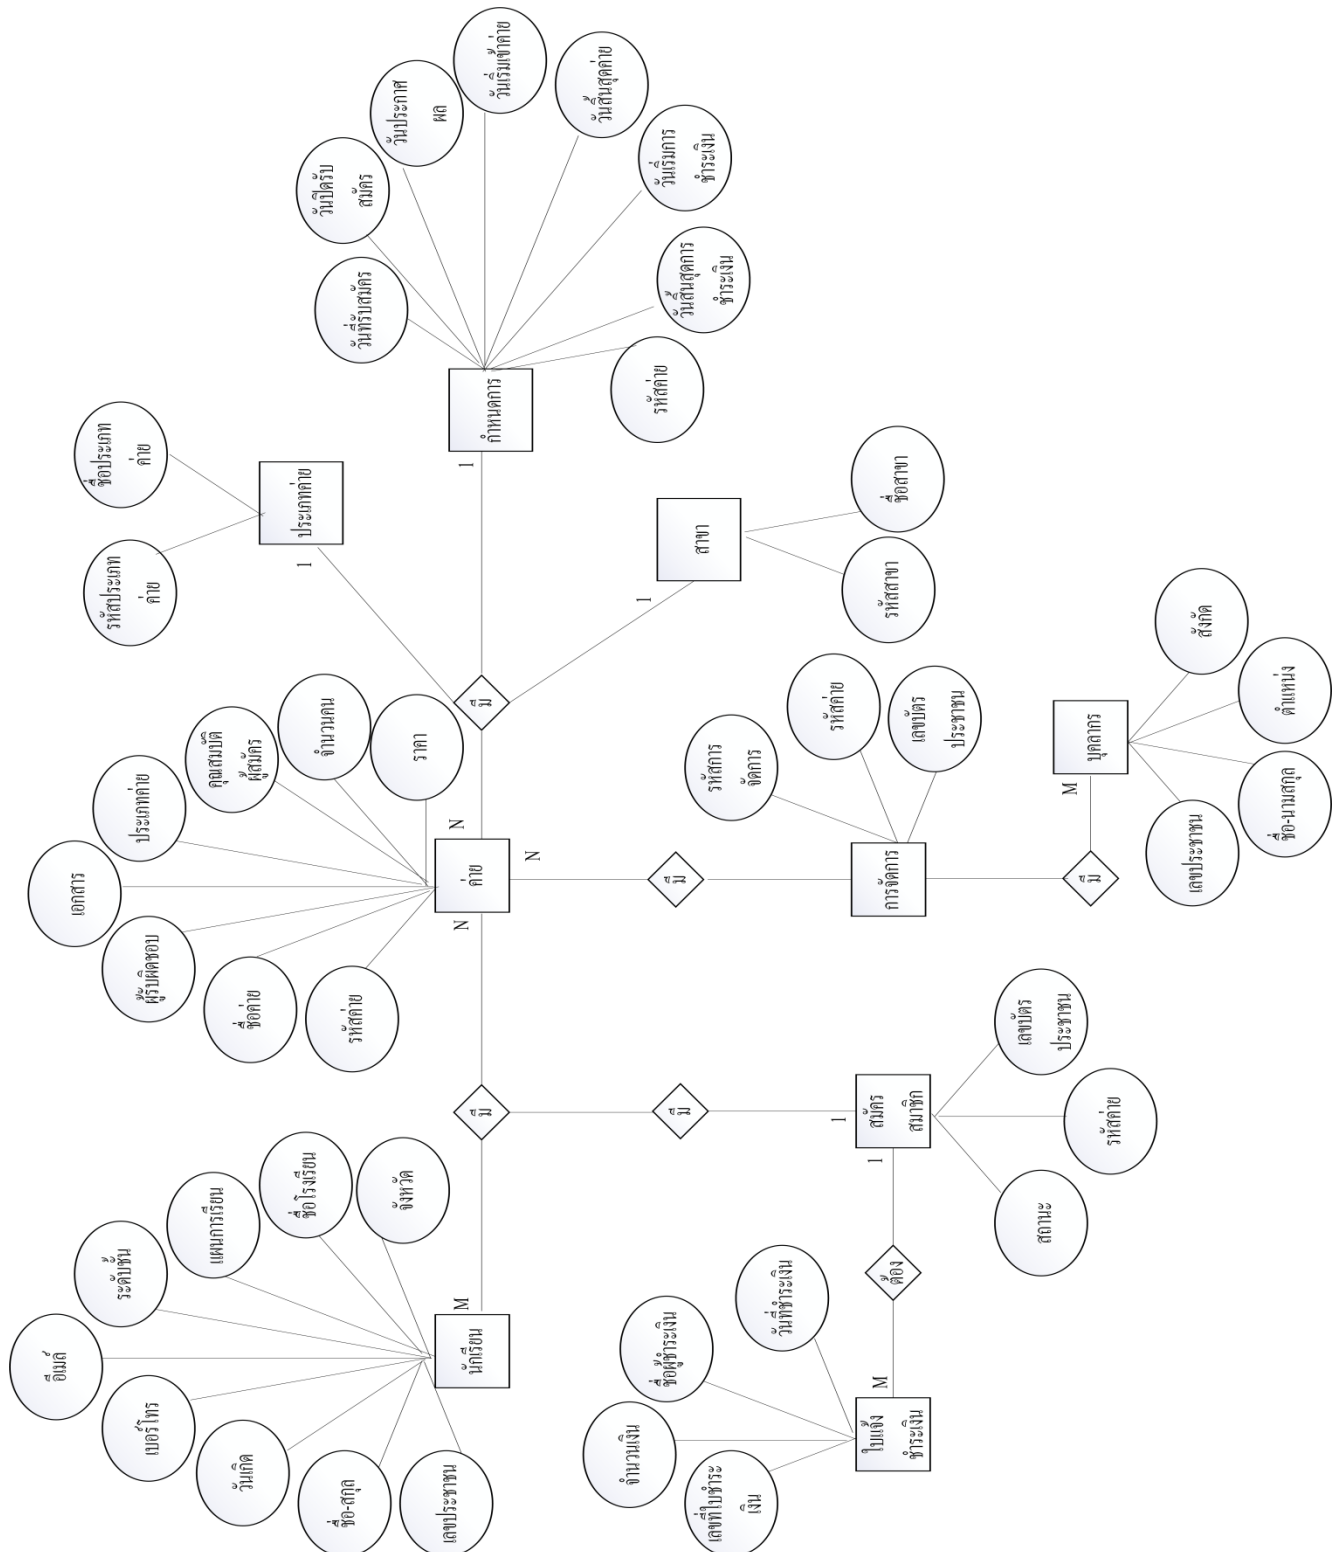 อีเมล์
ระดับชั้น
เบอร์โทร
แผนการเรียน
วันเกิด
ชื่อโรงเรียน
ชื่อ-สกุล
จังหวัด
เลขประชาชน
นักเรียน
M
มี
N
เอกสาร
ผู้รับผิดชอบ
ประเภทค่าย
ชื่อค่าย
คุณสมบัติ
ผู้สมัคร
รหัสค่าย
จำนวนคน
ราคา
ค่าย
N
N
มี
รหัสประเภท
ค่าย
ชื่อประเภท
ค่าย
ประเภทค่าย
1
วันที่รับสมัคร
วันปิดรับ
สมัคร
วันประกาศ
ผล
วันเริ่มเข้าค่าย
วันสิ้นสุดค่าย
วันเริ่มการ
ชำระเงิน
วันสิ้นสุดการ
ชำระเงิน
รหัสค่าย
กำหนดการ
1
1
สาขา
รหัสสาขา
ชื่อสาขา
มี
มี
จำนวนเงิน
ชื่อผู้ชำระเงิน
เลขที่ใบชำระ
เงิน
วันที่ชำระเงิน
ใบแจ้ง
ชำระเงิน
M
ต้อง
1
1
สมัคร
สมาชิก
สถานะ
รหัสค่าย
เลขบัตร
ประชาชน
รหัสการ
จัดการ
รหัสค่าย
เลขบัตร
ประชาชน
การจัดการ
มี
M
บุคลากร
เลขประชาชน
ชื่อ-นามสกุล
ตำแหน่ง
สังกัด